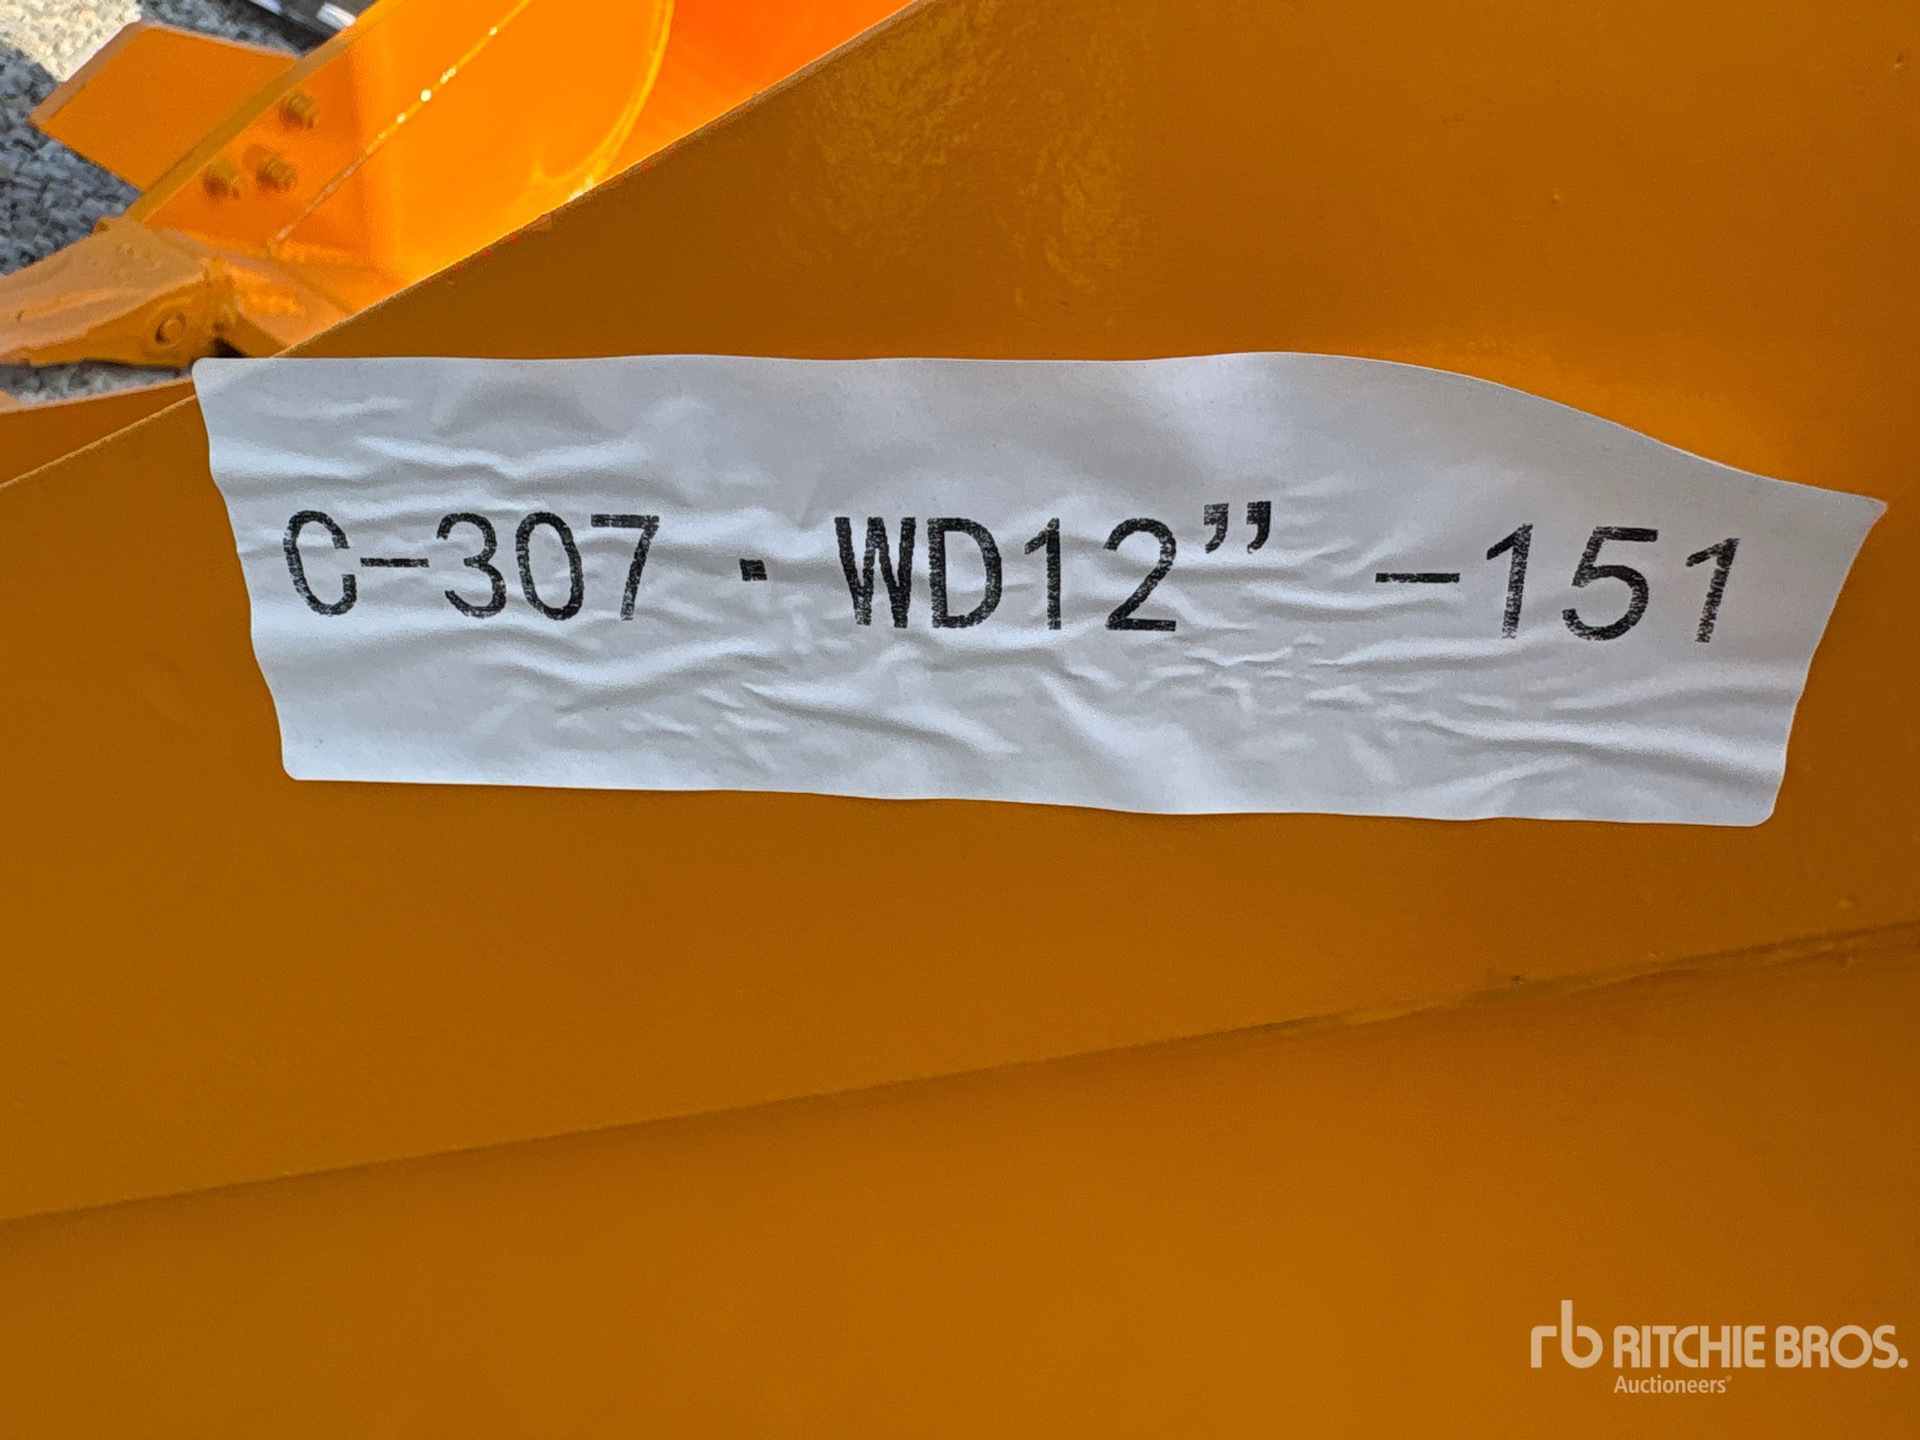 C-307 · WD12” -151
rb RITCHIE BROS.
Auctioneers®